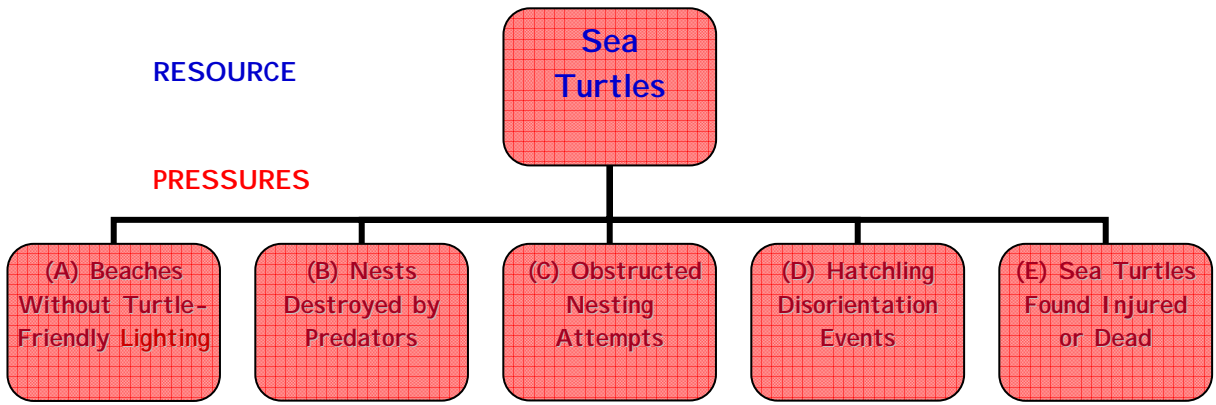 Sea
Turtles
RESOURCE
PRESSURES
(A) Beaches
Without Turtle-
Friendly Lighting
(B) Nests
Destroyed by
Predators
(C) Obstructed
Nesting
Attempts
(D) Hatchling
Disorientation
Events
(E) Sea Turtles
Found Injured
or Dead